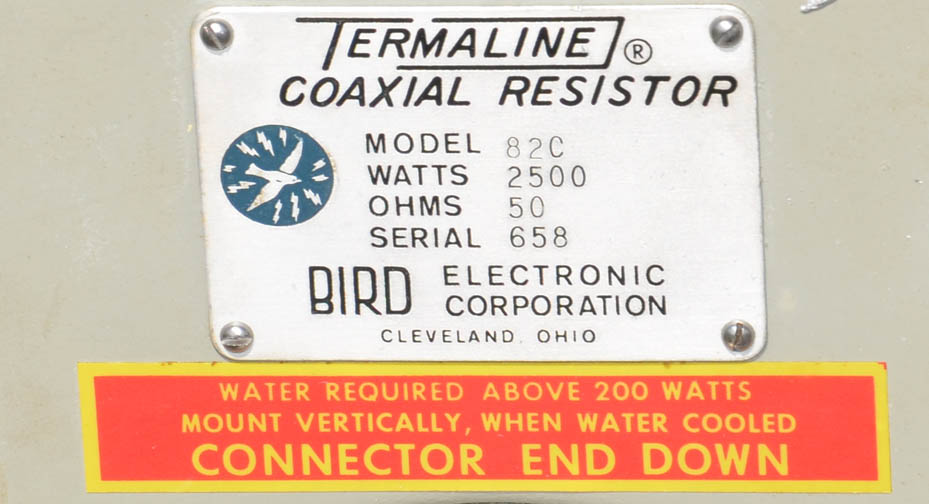 TERMALINE®
COAXIAL RESISTOR
MODEL 82C
WATTS 2500
OHMS 50
SERIAL 658
BIRD ELECTRONIC
CORPORATION
CLEVELAND, OHIO
WATER REQUIRED ABOVE 200 WATTS
MOUNT VERTICALLY, WHEN WATER COOLED
CONNECTOR END DOWN